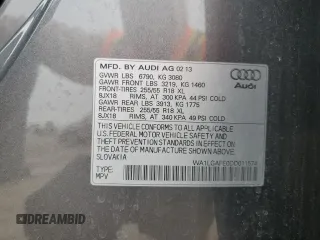 MFD. BY AUDI AG 02.13
GVWR LBS 6790, KG 3080
GAWR FRONT LBS 3219, KG 1460
FRONT-TIRES: 255/55 R18 XL
8JX18 RIMS, AT 300 KPA 44 PSI COLD
GAWR REAR LBS 3913, KG 1775
REAR-TIRES: 255/55 R18 XL
8JX18 RIMS, AT 340 KPA 49 PSI COLD
Audi
THIS VEHICLE CONFORMS TO ALL APPLICABLE
U.S. FEDERAL MOTOR VEHICLE SAFETY STANDARDS
IN EFFECT ON THE DATE OF MANUFACTURE
SHOWN ABOVE.
SLOVAKIA
TYPE:
MPV
DREAMBID